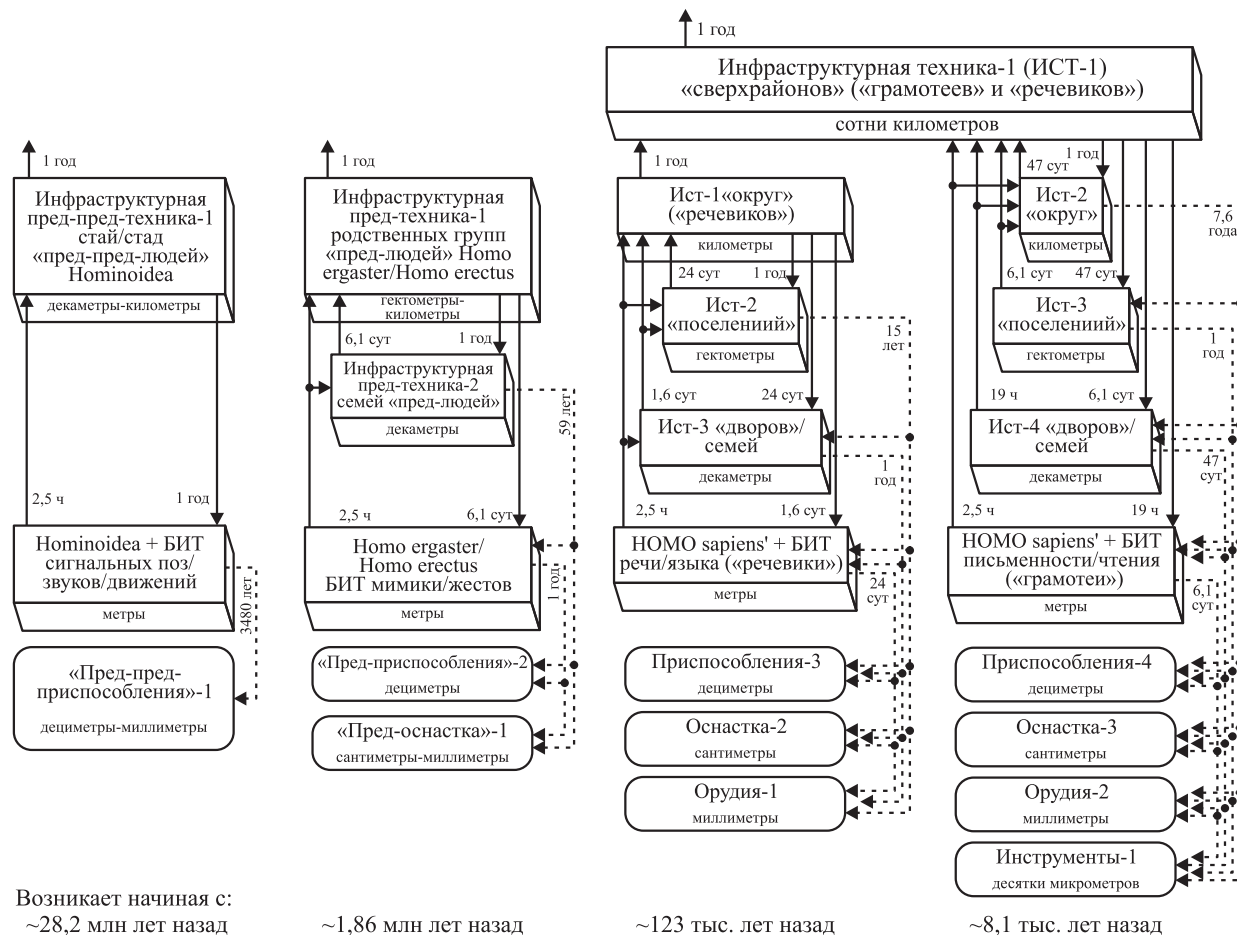 1 год
Инфраструктурная техника-1 (ИСТ-1)
«сверхрайонов» («грамотеев» и «речевиков»)
сотни километров
1 год
Инфраструктурная
пред-пред-техника-1
стай/стад
«пред-пред-людей»
Hominoidea
декаметры-километры
2,5 ч
1 год
Hominoidea + БИТ
сигнальных поз/
звуков/движений
метры
3480 лет
«Пред-пред-
приспособления»-1
дециметры-миллиметры
1 год
Инфраструктурная
пред-техника-1
родственных групп
«пред-людей» Homo
ergaster/Homo erectus
гектометры-
километры
6,1 сут
1 год
Инфраструктурная
пред-техника-2
семей «пред-людей»
декаметры
59 лет
2,5 ч
6,1 сут
Homo ergaster/
Homo erectus
БИТ мимики/жестов
метры
1 год
«Пред-приспособления»-2
дециметры
«Пред-оснастка»-1
сантиметры-миллиметры
1 год
Ист-1«округ»
(«речевиков»)
километры
24 сут
1 год
Ист-2
«поселениий»
гектометры
15
лет
1,6 сут
24 сут
Ист-3 «дворов»/
семей
декаметры
1
год
2,5 ч
1,6 сут
HOMO sapiens' + БИТ
речи/языка («речевики»)
метры
24
сут
Приспособления-3
дециметры
Оснастка-2
сантиметры
Орудия-1
миллиметры
1 год
47 сут
Ист-2
«округ»
километры
7,6
года
6,1 сут
47 сут
Ист-3
«поселениий»
гектометры
1
год
19 ч
6,1 сут
Ист-4 «дворов»/
семей
декаметры
47
сут
2,5 ч
19 ч
HOMO sapiens' + БИТ
письменности/чтения
(«грамотеи»)
метры
6,1
сут
Приспособления-4
дециметры
Оснастка-3
сантиметры
Орудия-2
миллиметры
Инструменты-1
десятки микрометров
Возникает начиная с:
~28,2 млн лет назад
~1,86 млн лет назад
~123 тыс. лет назад
~8,1 тыс. лет назад